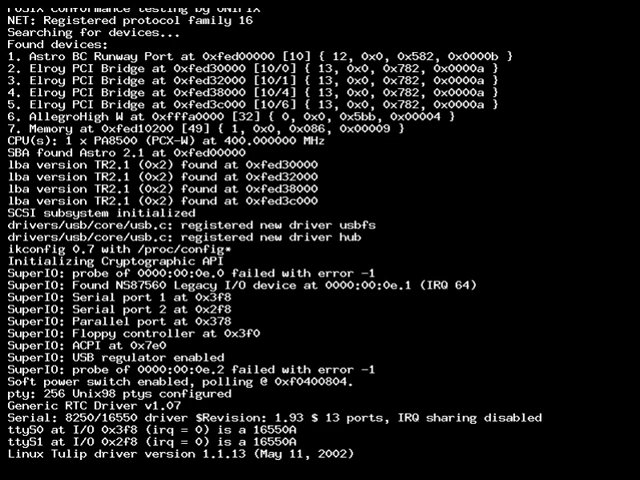 POSIX conformance testing by UNIFIX
NET: Registered protocol family 16
Searching for devices...
Found devices:
1. Astro BC Runway Port at 0xfed00000 [10] { 12, 0x0, 0x582, 0x0000b }
2. Elroy PCI Bridge at 0xfed30000 [10/0] { 13, 0x0, 0x782, 0x0000a }
3. Elroy PCI Bridge at 0xfed32000 [10/1] { 13, 0x0, 0x782, 0x0000a }
4. Elroy PCI Bridge at 0xfed38000 [10/4] { 13, 0x0, 0x782, 0x0000a }
5. Elroy PCI Bridge at 0xfed3c000 [10/6] { 13, 0x0, 0x782, 0x0000a }
6. AllegroHigh W at 0xfffa0000 [32] { 0, 0x0, 0x5bb, 0x00004 }
7. Memory at 0xfed10200 [49] { 1, 0x0, 0x086, 0x00009 }
CPU(s): 1 x PA8500 (PCX-W) at 400.000000 MHz
SBA found Astro 2.1 at 0xfed00000
lba version TR2.1 (0x2) found at 0xfed30000
lba version TR2.1 (0x2) found at 0xfed32000
lba version TR2.1 (0x2) found at 0xfed38000
lba version TR2.1 (0x2) found at 0xfed3c000
SCSI subsystem initialized
drivers/usb/core/usb.c: registered new driver usbfs
drivers/usb/core/usb.c: registered new driver hub
ikconfig 0.7 with /proc/config*
Initializing Cryptographic API
SuperIO: probe of 0000:00:0e.0 failed with error -1
SuperIO: Found NS87560 Legacy I/O device at 0000:00:0e.1 (IRQ 64)
SuperIO: Serial port 1 at 0x3f8
SuperIO: Serial port 2 at 0x2f8
SuperIO: Parallel port at 0x378
SuperIO: Floppy controller at 0x3f0
SuperIO: ACPI at 0x7e0
SuperIO: USB regulator enabled
SuperIO: probe of 0000:00:0e.2 failed with error -1
Soft power switch enabled, polling @ 0xf0400804.
pty: 256 Unix98 ptys configured
Generic RTC Driver v1.07
Serial: 8250/16550 driver $Revision: 1.93 $ 13 ports, IRQ sharing disabled
ttyS0 at I/O 0x3f8 (irq = 0) is a 16550A
ttyS1 at I/O 0x2f8 (irq = 0) is a 16550A
Linux Tulip driver version 1.1.13 (May 11, 2002)